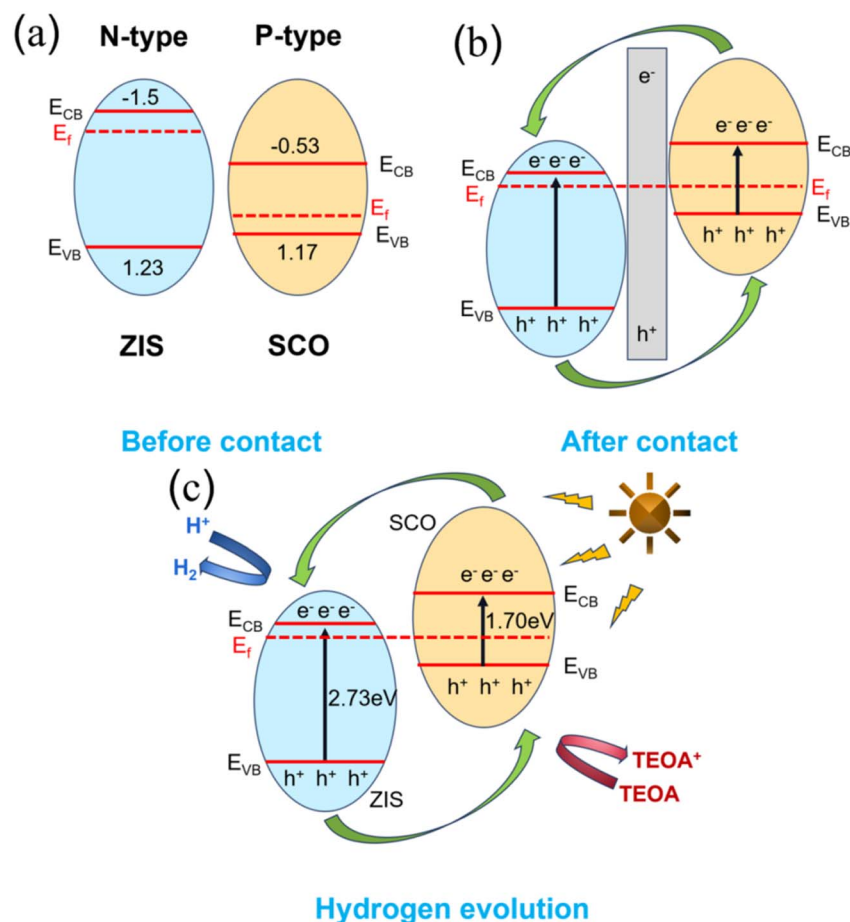 (a)
N-type
P-type
E_CB
-1.5
E_f
-0.53
E_CB
E_f
E_VB
E_VB
1.23
1.17
ZIS
SCO
Before contact
(b)
e⁻
e⁻ e⁻ e⁻
E_CB
e⁻ e⁻ e⁻
E_CB
E_f
E_f
E_VB
h⁺ h⁺ h⁺
E_VB
h⁺ h⁺ h⁺
h⁺
After contact
(c)
SCO
H⁺
H₂
e⁻ e⁻ e⁻
E_CB
1.70eV
e⁻ e⁻ e⁻
E_CB
E_f
E_VB
h⁺ h⁺ h⁺
2.73eV
E_VB
h⁺ h⁺ h⁺
ZIS
TEOA⁺
TEOA
Hydrogen evolution